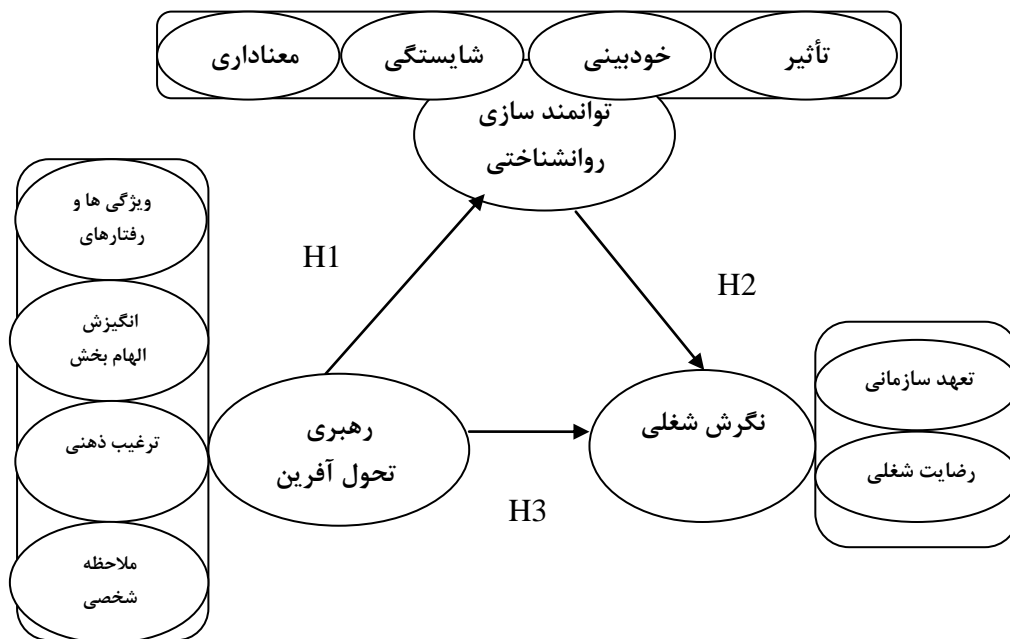 تأثیر
خودبینی
شایستگی
معناداری
توانمند سازی
روانشناختی
ویژگی ها و
رفتارهای
H1
H2
انگیزش
الهام بخش
تعهد سازمانی
رهبری
تحول آفرین
نگرش شغلی
ترغیب ذهنی
رضایت شغلی
H3
ملاحظه
شخصی